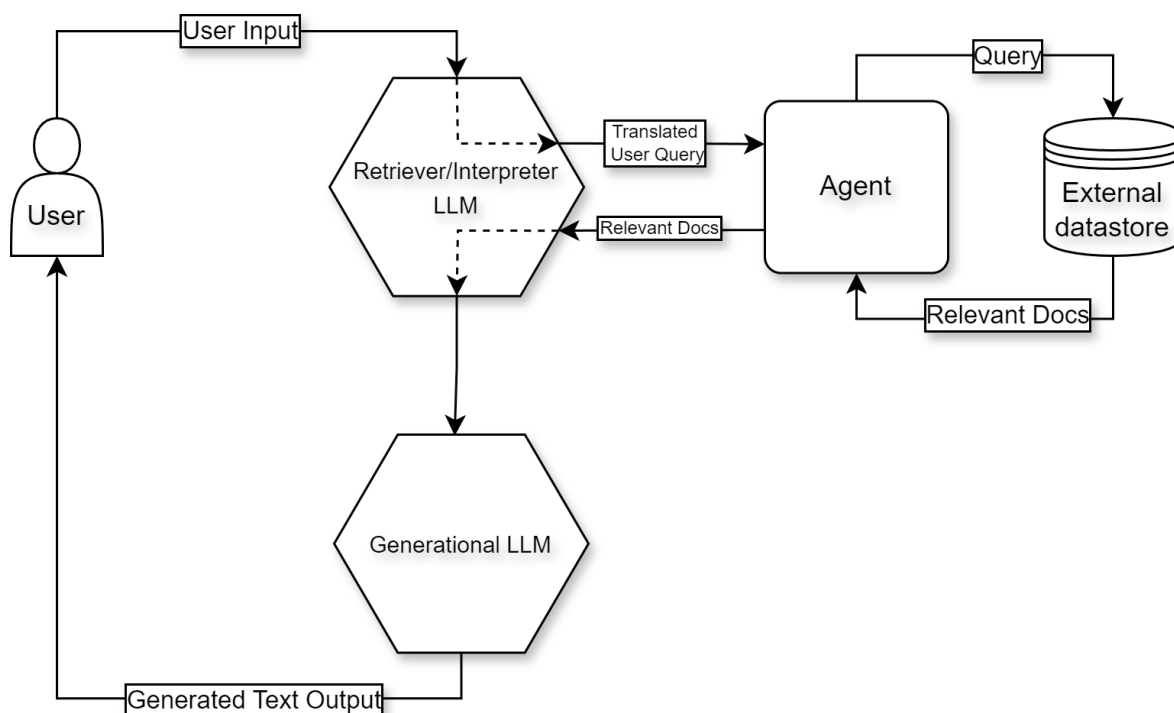 User Input
Query
Translated
User Query
Retriever/Interpreter
LLM
Agent
External
datastore
User
Relevant Docs
Relevant Docs
Generational LLM
Generated Text Output